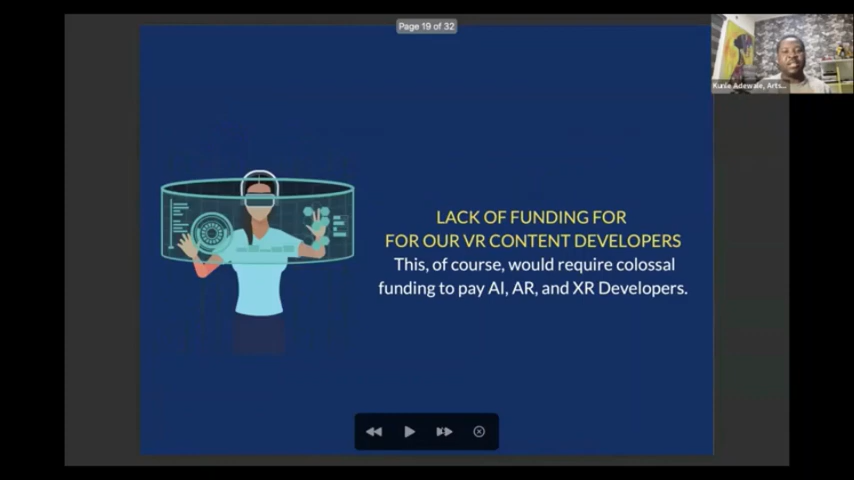 Page 19 of 32
Kunle Adewale, Arts...
LACK OF FUNDING FOR
FOR OUR VR CONTENT DEVELOPERS
This, of course, would require colossal
funding to pay AI, AR, and XR Developers.